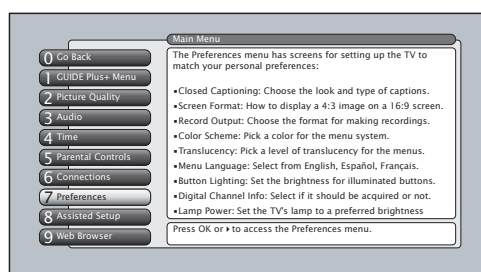 Main Menu
0 Go Back
1 GUIDE Plus+ Menu
2 Picture Quality
3 Audio
4 Time
5 Parental Controls
6 Connections
7 Preferences
8 Assisted Setup
9 Web Browser
The Preferences menu has screens for setting up the TV to
match your personal preferences:
▪Closed Captioning: Choose the look and type of captions.
▪Screen Format: How to display a 4:3 image on a 16:9 screen.
▪Record Output: Choose the format for making recordings.
▪Color Scheme: Pick a color for the menu system.
▪Translucency: Pick a level of translucency for the menus.
▪Menu Language: Select from English, Español, Français.
▪Button Lighting: Set the brightness for illuminated buttons.
▪Digital Channel Info: Select if it should be acquired or not.
▪Lamp Power: Set the TV's lamp to a preferred brightness
Press OK or ▸ to access the Preferences menu.